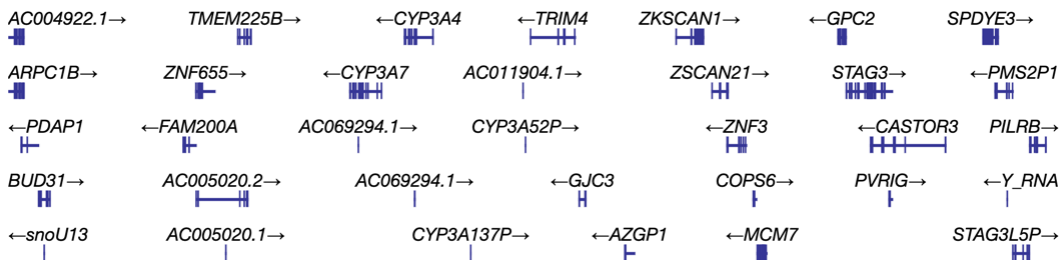 AC004922.1→ TMEM225B→ ←CYP3A4 ←TRIM4 ZKSCAN1→ ←GPC2 SPDYE3→
ARPC1B→ ZNF655→ ←CYP3A7 AC011904.1→ ZSCAN21→ STAG3→ ←PMS2P1
←PDAP1 ←FAM200A AC069294.1→ CYP3A52P→ ←ZNF3 ←CASTOR3 PILRB→
BUD31→ AC005020.2→ AC069294.1→ ←GJC3 COPS6→ PVRIG→ ←Y_RNA
←snoU13 AC005020.1→ CYP3A137P→ ←AZGP1 ←MCM7 STAG3L5P→